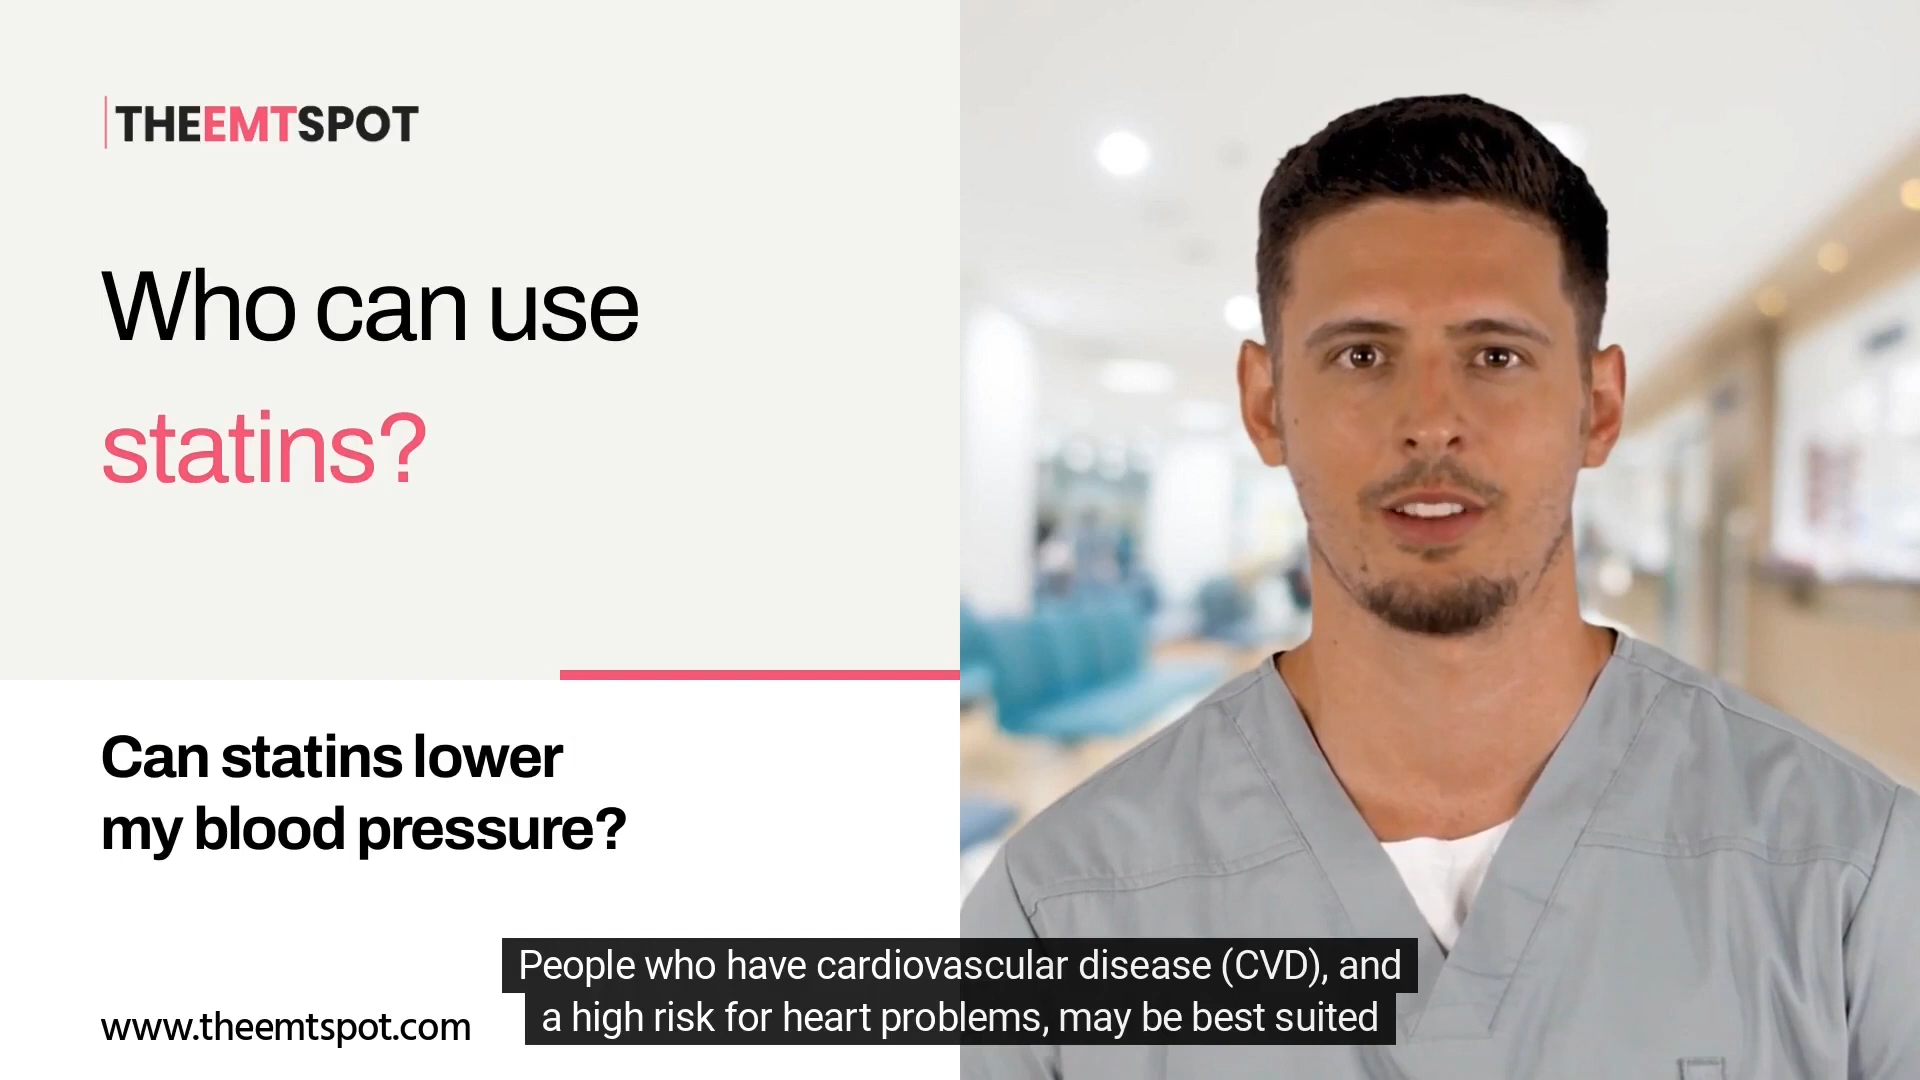 THEEMTSPOT
Who can use
statins?
Can statins lower
my blood pressure?
People who have cardiovascular disease (CVD), and
a high risk for heart problems, may be best suited
www.theemtspot.com